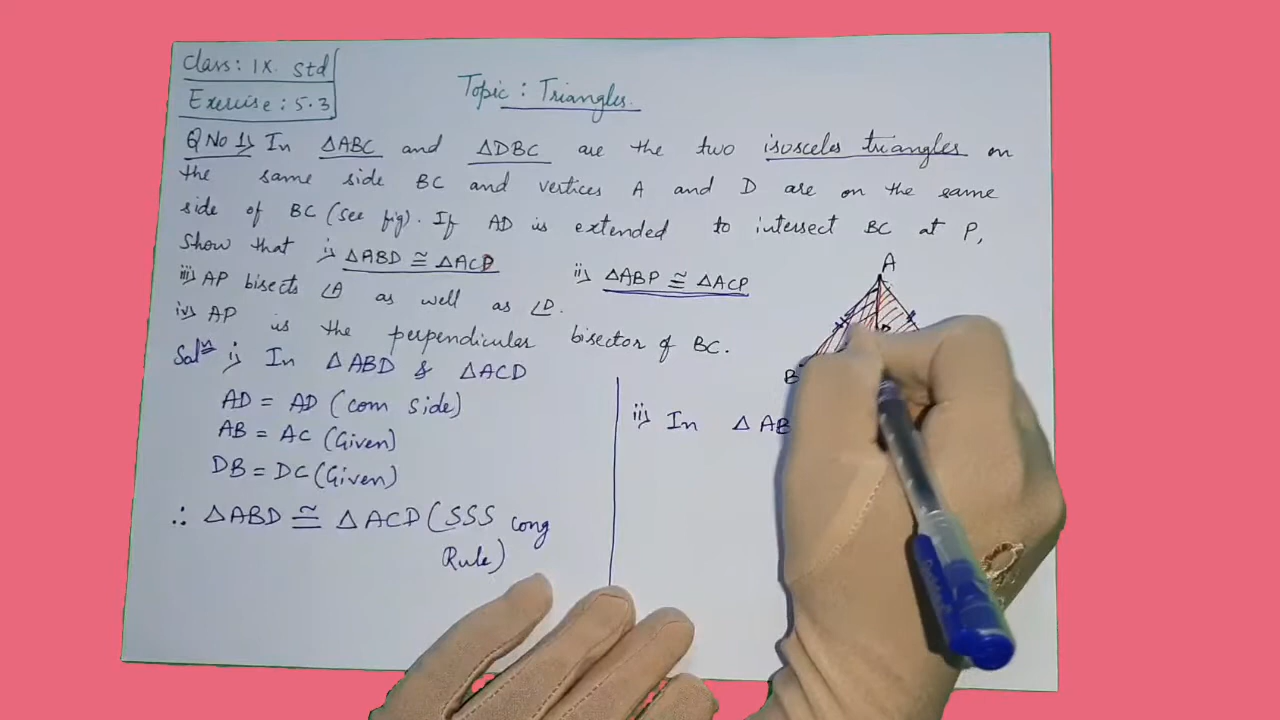 Class: IX. Std
Exercise: 5.3
Topic: Triangles.
Q No 1) In △ABC and △DBC are the two isosceles triangles on
the same side BC and vertices A and D are on the same
side of BC (see fig). If AD is extended to intersect BC at P,
Show that i) △ABD ≅ △ACD ii) △ABP ≅ △ACP
iii) AP bisects ∠A as well as ∠D.
iv) AP is the perpendicular bisector of BC.
A
B
Solⁿ i) In △ABD & △ACD
AD = AD (com side)
AB = AC (Given)
DB = DC (Given)
∴ △ABD ≅ △ACD (SSS cong
Rule)
ii) In △AB